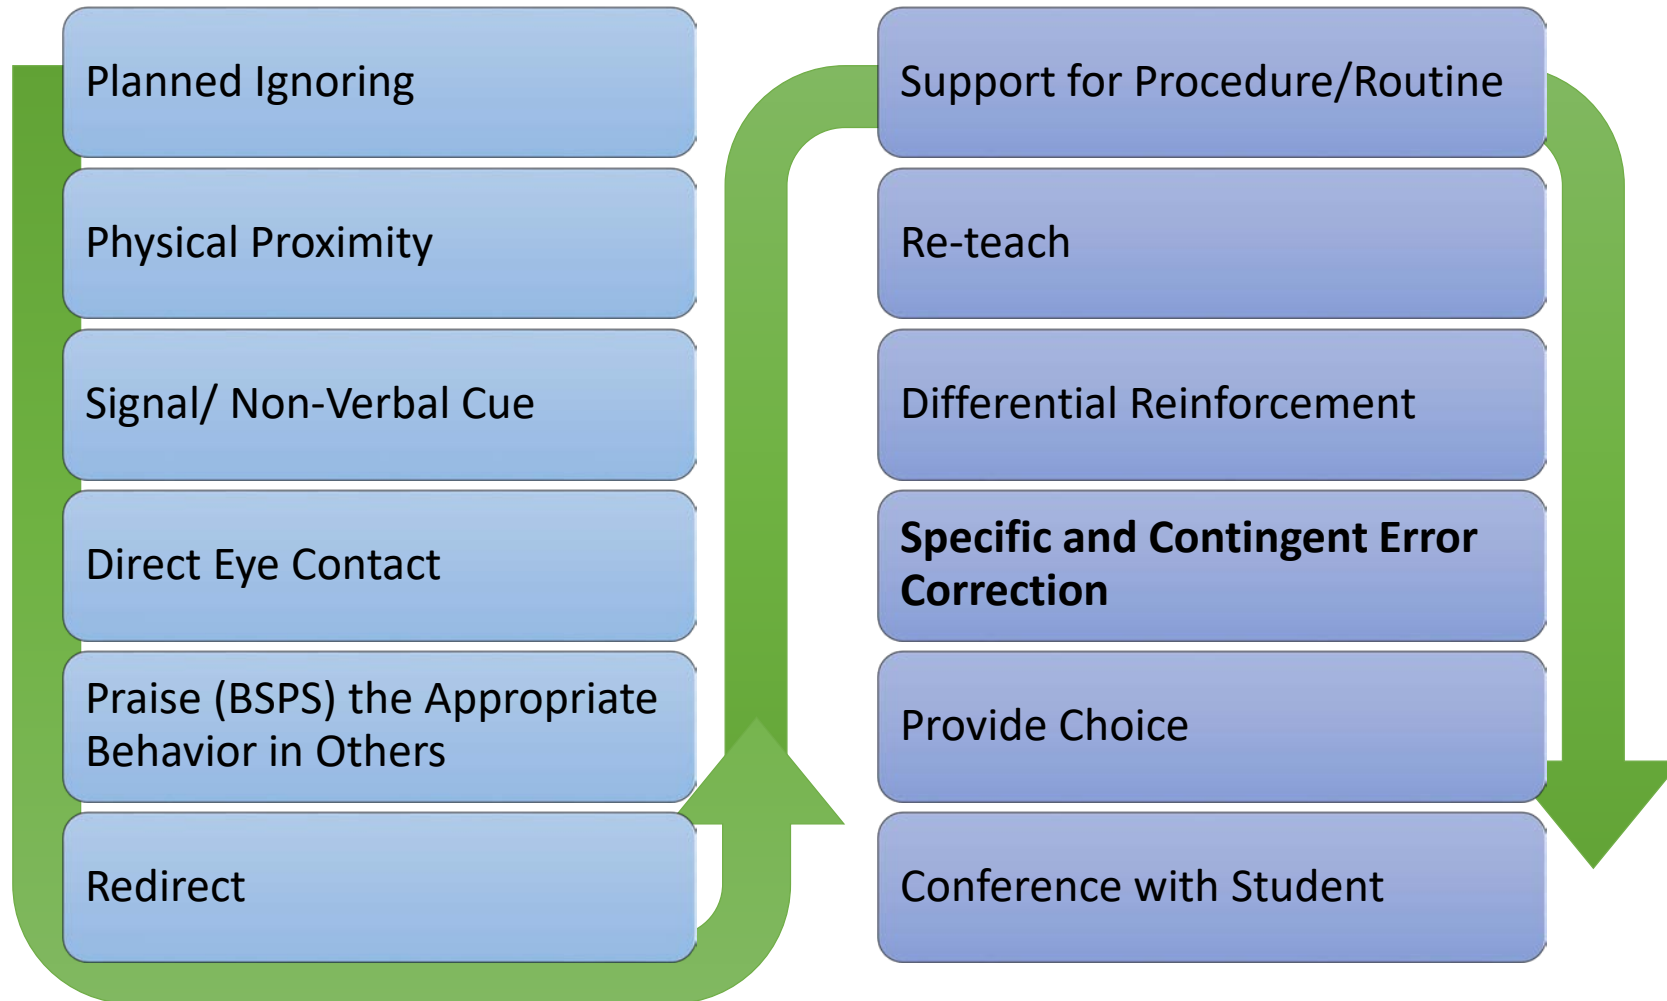 Planned Ignoring
Physical Proximity
Signal/ Non-Verbal Cue
Direct Eye Contact
Praise (BSPS) the Appropriate
Behavior in Others
Redirect
Support for Procedure/Routine
Re-teach
Differential Reinforcement
Specific and Contingent Error
Correction
Provide Choice
Conference with Student